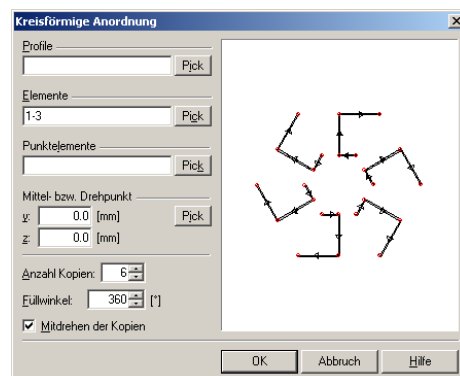 Kreisförmige Anordnung
Profile
Pick
Elemente
1-3
Pick
Punktelemente
Pick
Mittel- bzw. Drehpunkt
y: 0.0 [mm]
Pick
z: 0.0 [mm]
Anzahl Kopien: 6
Füllwinkel: 360 [°]
Mitdrehen der Kopien
OK Abbruch Hilfe